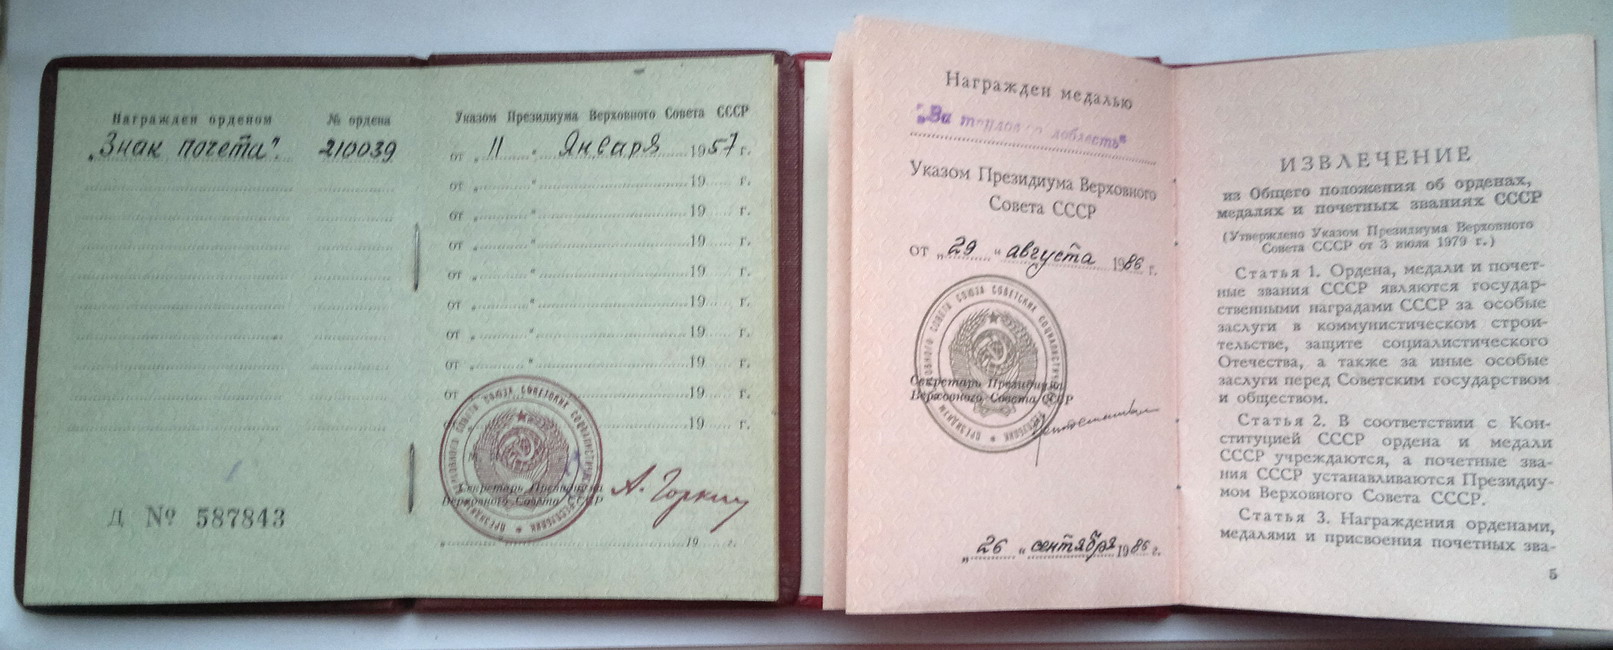 Награжден орденом № ордена
„Знак почета". 210039
Д № 587843
Указом Президиума Верховного Совета СССР
от „ 11 " Января 1957 г.
от „ " 19 г.
от „ " 19 г.
от „ " 19 г.
от „ " 19 г.
от „ " 19 г.
от „ " 19 г.
от „ " 19 г.
от „ " 19 г.
от 19 г.
Секретарь Президиума
Верховного Совета СССР
А. Горкин
19 г.
Награжден медалью
„За трудовую доблесть"
Указом Президиума Верховного
Совета СССР
от „ 29 " августа 1986 г.
Секретарь Президиума
Верховного Совета СССР
„ 26 " сентября 1986 г.
ИЗВЛЕЧЕНИЕ
из Общего положения об орденах,
медалях и почетных званиях СССР
(Утверждено Указом Президиума Верховного
Совета СССР от 3 июля 1979 г.)
Статья 1. Ордена, медали и почет-
ные звания СССР являются государ-
ственными наградами СССР за особые
заслуги в коммунистическом строи-
тельстве, защите социалистического
Отечества, а также за иные особые
заслуги перед Советским государством
и обществом.
Статья 2. В соответствии с Кон-
ституцией СССР ордена и медали
СССР учреждаются, а почетные зва-
ния СССР устанавливаются Президиу-
мом Верховного Совета СССР.
Статья 3. Награждения орденами,
медалями и присвоения почетных зва-
5